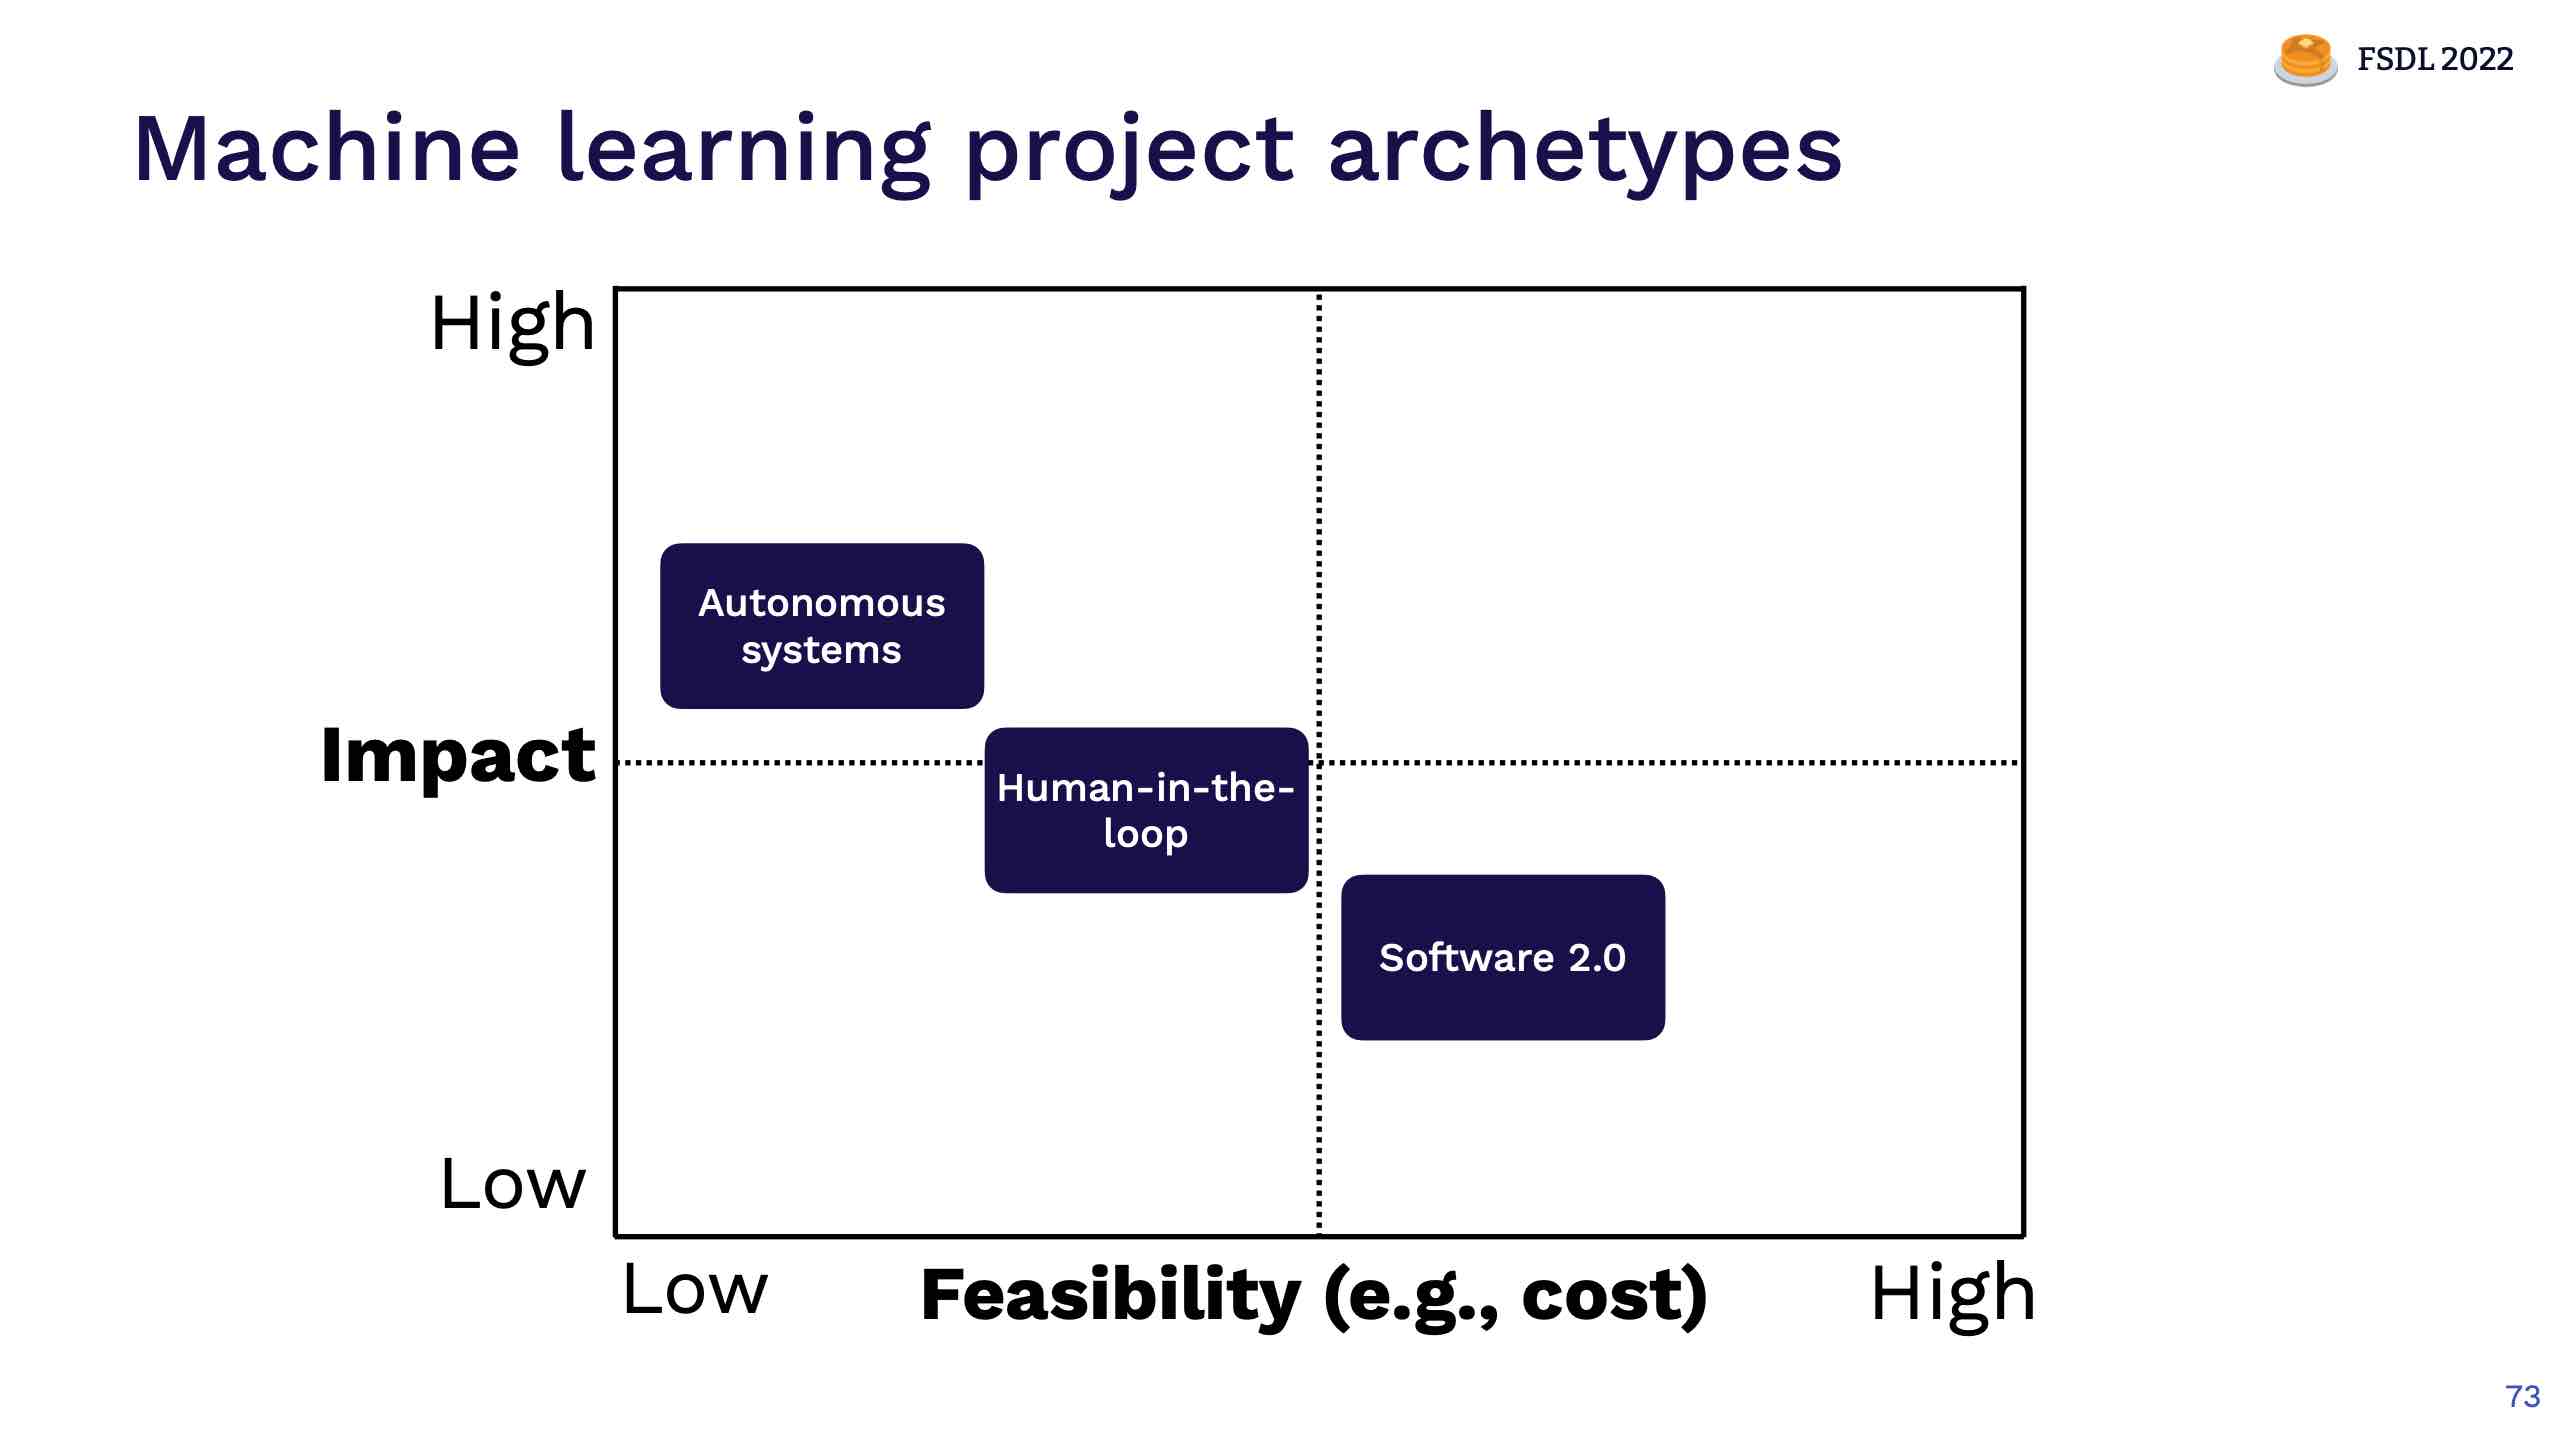 FSDL 2022
Machine learning project archetypes
High
Autonomous
systems
Impact
Human-in-the-
loop
Software 2.0
Low
Low
Feasibility (e.g., cost)
High
73